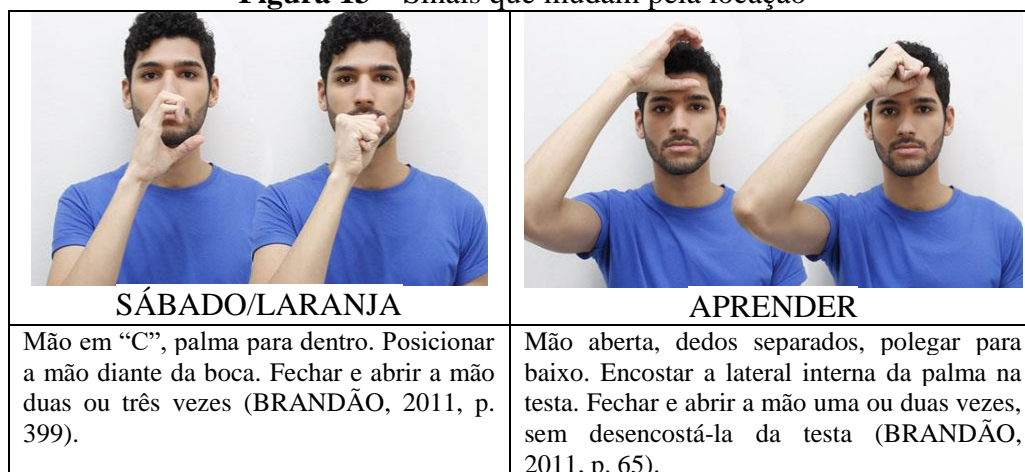 Figura 13 – Sinais que mudam pela locação
SÁBADO/LARANJA
Mão em “C”, palma para dentro. Posicionar
a mão diante da boca. Fechar e abrir a mão
duas ou três vezes (BRANDÃO, 2011, p.
399).
APRENDER
Mão aberta, dedos separados, polegar para
baixo. Encostar a lateral interna da palma na
testa. Fechar e abrir a mão uma ou duas vezes,
sem desencostá-la da testa (BRANDÃO,
2011, p. 65).